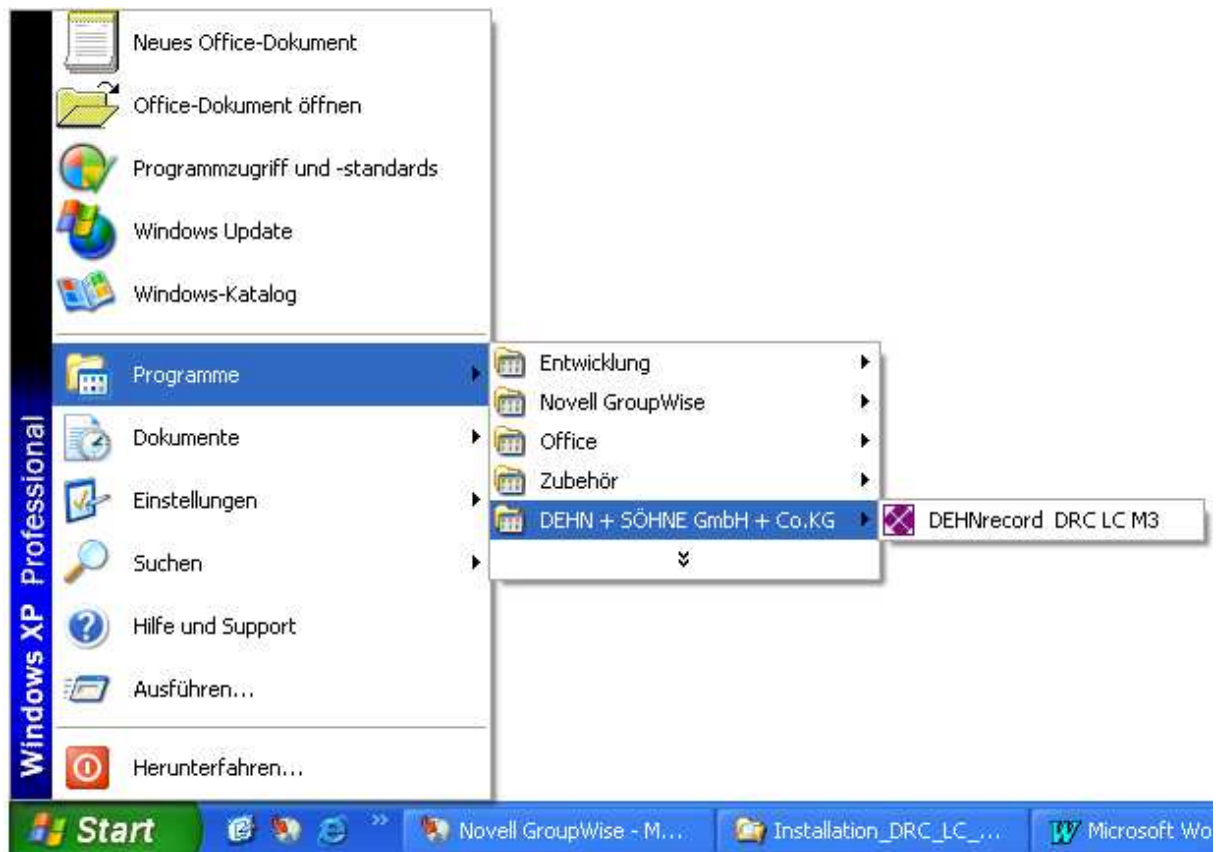 Neues Office-Dokument
Office-Dokument öffnen
Programmzugriff und -standards
Windows Update
Windows-Katalog
Programme
Dokumente
Einstellungen
Suchen
Hilfe und Support
Ausführen...
Herunterfahren...
Windows XP Professional
Entwicklung
Novell GroupWise
Office
Zubehör
DEHN + SÖHNE GmbH + Co.KG
DEHNrecord DRC LC M3
Start
Novell GroupWise - M...
Installation_DRC_LC_...
Microsoft Wo